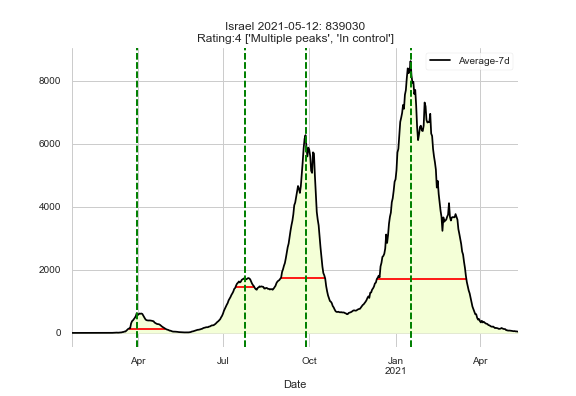 Israel 2021-05-12: 839030
Rating:4 ['Multiple peaks', 'In control']
Average-7d
8000
6000
4000
2000
0
Apr
Jul
Oct
Jan
2021
Apr
Date